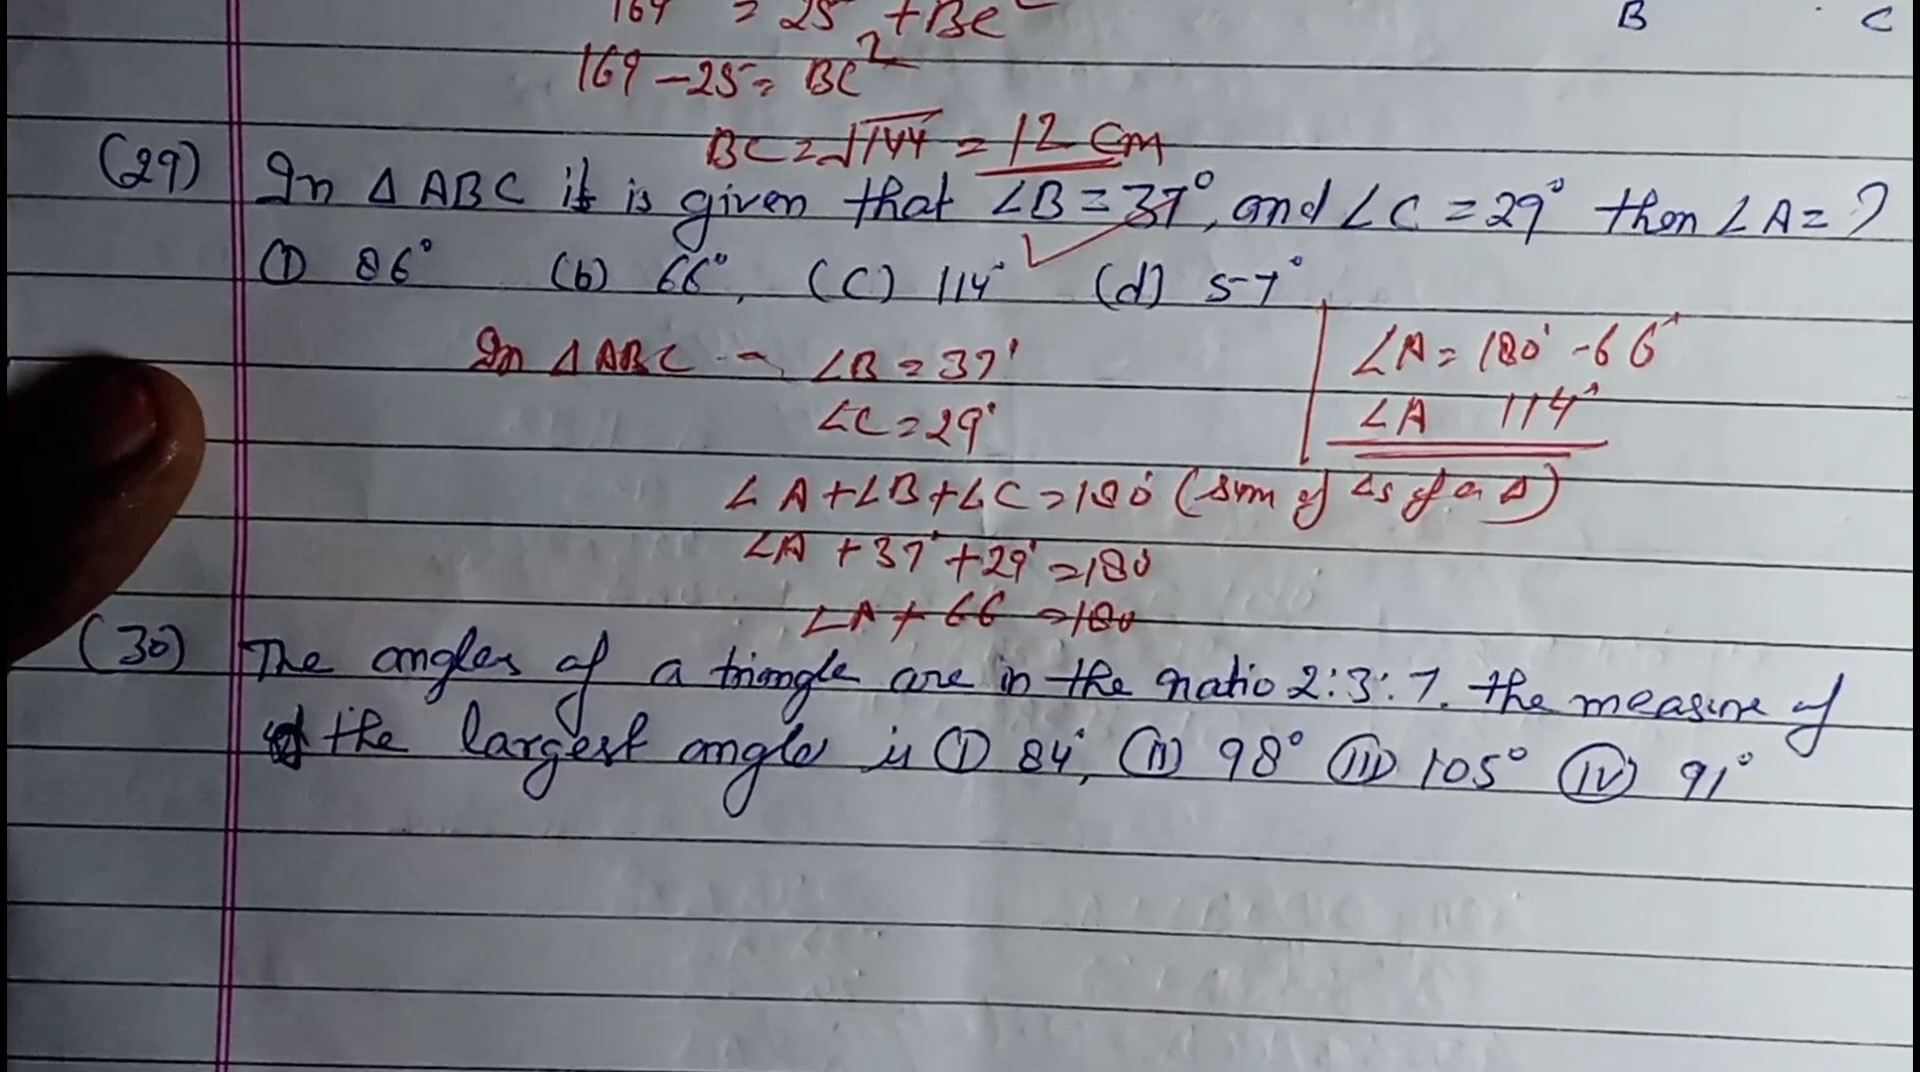 169 = 25 + BC²
B C
169 - 25 = BC²
BC = √144 = 12 cm
(29) In △ ABC it is given that ∠B = 37°, and ∠C = 29° then ∠A = ?
(I) 86° (b) 66°, (C) 114° (d) 57°
In △ ABC - ∠B = 37°
∠C = 29°
∠A = 180° - 66°
∠A 114°
∠A + ∠B + ∠C = 180° (sum of ∠s of a △)
∠A + 37° + 29° = 180
∠A + 66 = 180
(30) The angles of a triangle are in the ratio 2:3:7. the measure of
the largest angle is (I) 84°, (II) 98° (III) 105° (IV) 91°